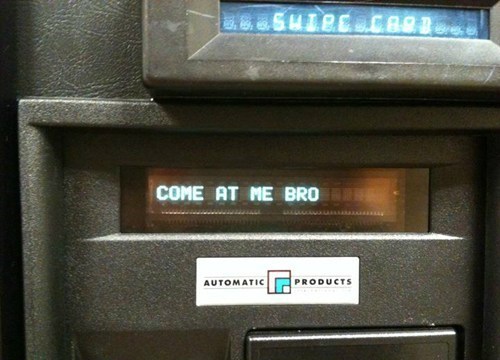 SWIPE CARD
COME AT ME BRO
AUTOMATIC PRODUCTS